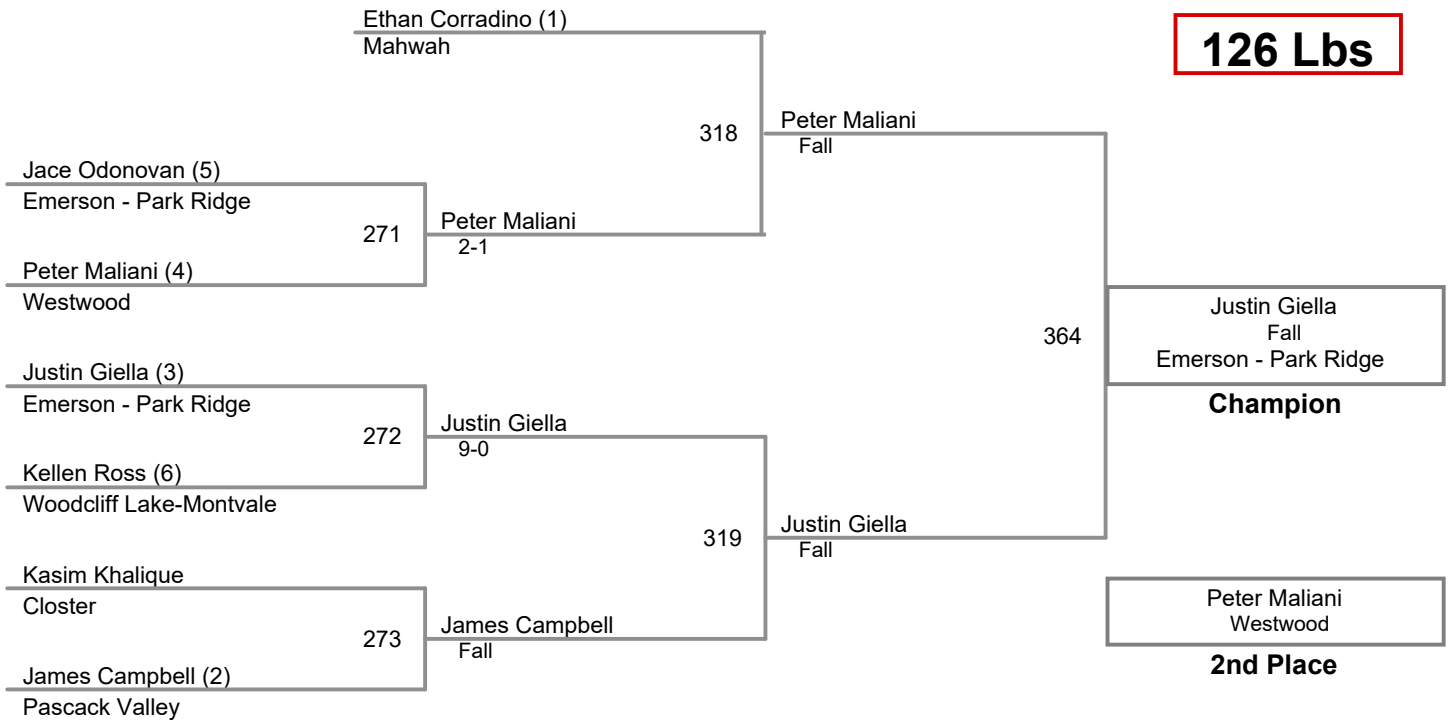 Ethan Corradino (1)
Mahwah
126 Lbs
318
Peter Maliani
Fall
Jace Odonovan (5)
Emerson - Park Ridge
271
Peter Maliani
2-1
Peter Maliani (4)
Westwood
364
Justin Giella
Fall
Emerson - Park Ridge
Champion
Justin Giella (3)
Emerson - Park Ridge
272
Justin Giella
9-0
Kellen Ross (6)
Woodcliff Lake-Montvale
319
Justin Giella
Fall
Kasim Khalique
Closter
273
James Campbell
Fall
James Campbell (2)
Pascack Valley
Peter Maliani
Westwood
2nd Place